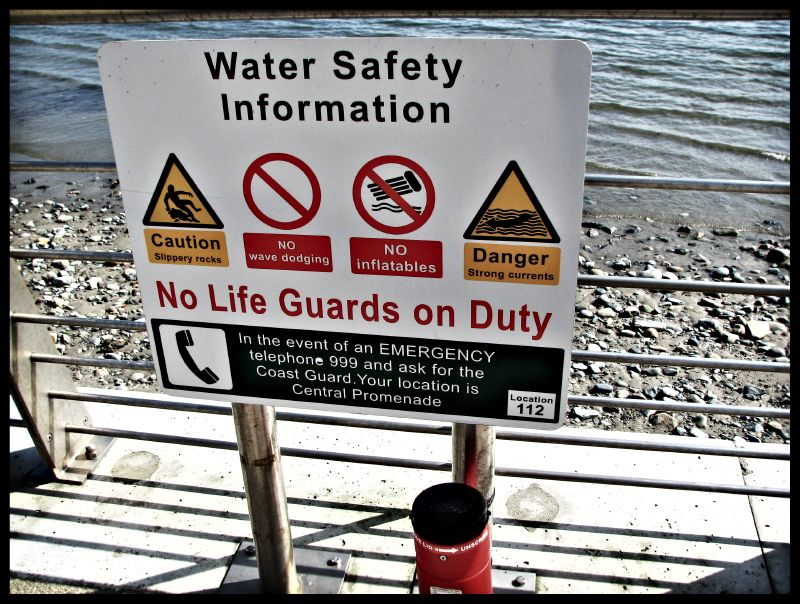 Water Safety
Information
Caution
Slippery rocks
NO
wave dodging
NO
inflatables
Danger
Strong currents
No Life Guards on Duty
In the event of an EMERGENCY
telephone 999 and ask for the
Coast Guard.Your location is
Central Promenade
Location
112
LID
UNSCR